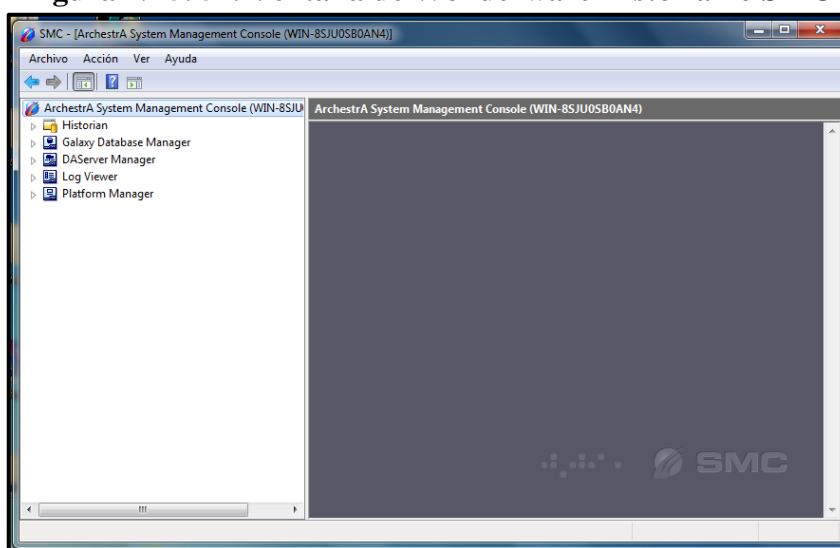 SMC - [ArchestrA System Management Console (WIN-8SJU0SB0AN4)]
Archivo Acción Ver Ayuda
ArchestrA System Management Console (WIN-8SJU
Historian
Galaxy Database Manager
DAServer Manager
Log Viewer
Platform Manager
ArchestrA System Management Console (WIN-8SJU0SB0AN4)
SMC